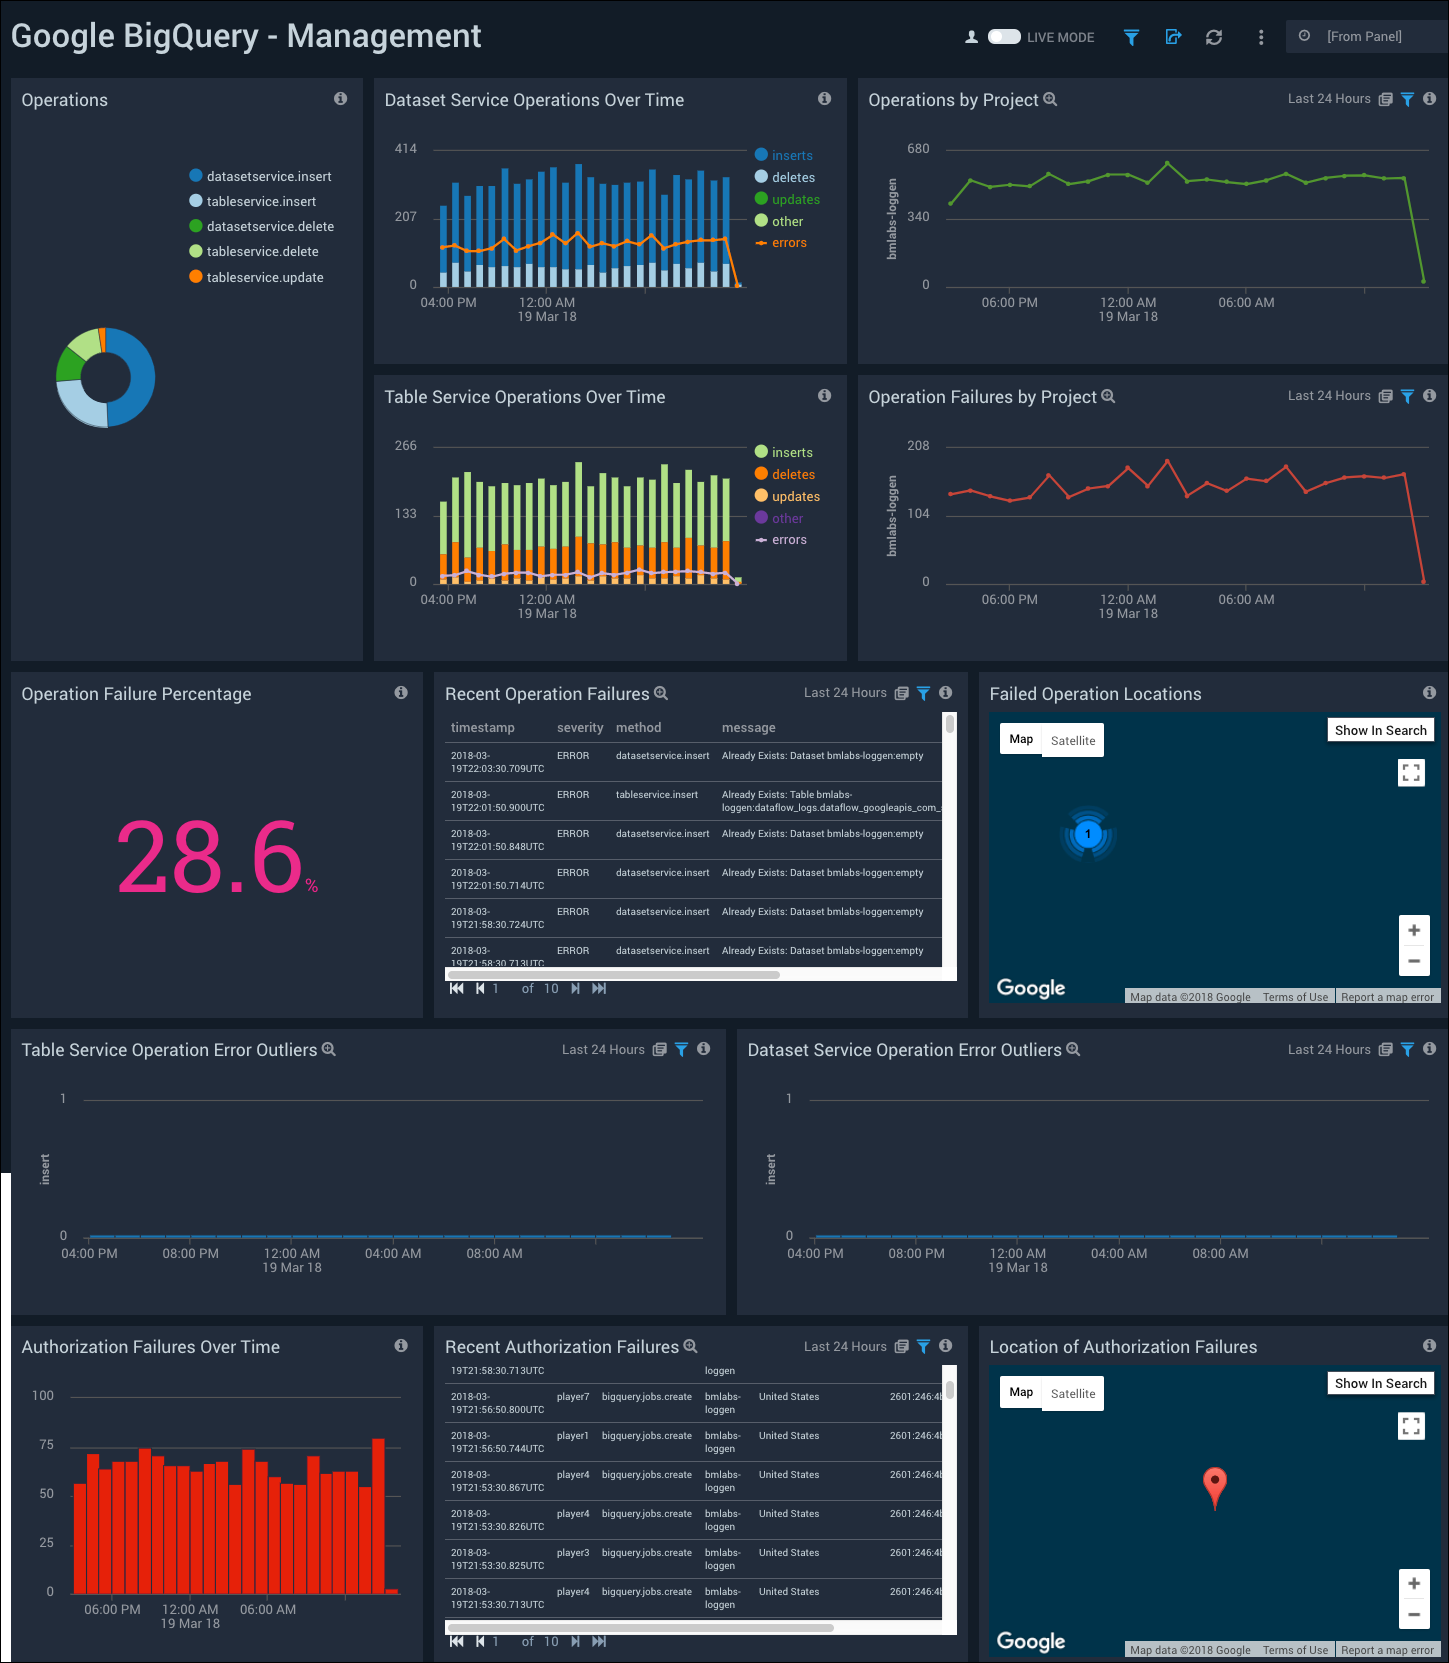 Google BigQuery - Management
LIVE MODE
[From Panel]
Operations
datasetservice.insert
tableservice.insert
datasetservice.delete
tableservice.delete
tableservice.update
Dataset Service Operations Over Time
414
207
0
04:00 PM
12:00 AM
19 Mar 18
inserts
deletes
updates
other
errors
Operations by Project
Last 24 Hours
bmlabs-loggen
680
340
0
06:00 PM
12:00 AM
19 Mar 18
06:00 AM
Table Service Operations Over Time
266
133
0
04:00 PM
12:00 AM
19 Mar 18
inserts
deletes
updates
other
errors
Operation Failures by Project
Last 24 Hours
bmlabs-loggen
208
104
0
06:00 PM
12:00 AM
19 Mar 18
06:00 AM
Operation Failure Percentage
28.6%
Recent Operation Failures
Last 24 Hours
timestamp severity method message
2018-03- ERROR datasetservice.insert Already Exists: Dataset bmlabs-loggen:empty
19T22:03:30.709UTC
2018-03- ERROR tableservice.insert Already Exists: Table bmlabs-
19T22:01:50.900UTC loggen:dataflow_logs.dataflow_googleapis_com_
2018-03- ERROR datasetservice.insert Already Exists: Dataset bmlabs-loggen:empty
19T22:01:50.848UTC
2018-03- ERROR datasetservice.insert Already Exists: Dataset bmlabs-loggen:empty
19T22:01:50.714UTC
2018-03- ERROR datasetservice.insert Already Exists: Dataset bmlabs-loggen:empty
19T21:58:30.724UTC
2018-03- ERROR datasetservice.insert Already Exists: Dataset bmlabs-loggen:empty
19T21:58:30.713UTC
1 of 10
Failed Operation Locations
Map Satellite
Show In Search
1
+
−
Google
Map data ©2018 Google Terms of Use Report a map error
Table Service Operation Error Outliers
Last 24 Hours
insert
1
0
04:00 PM
08:00 PM
12:00 AM
19 Mar 18
04:00 AM
08:00 AM
Dataset Service Operation Error Outliers
Last 24 Hours
insert
1
0
04:00 PM
08:00 PM
12:00 AM
19 Mar 18
04:00 AM
08:00 AM
Authorization Failures Over Time
100
75
50
25
0
06:00 PM
12:00 AM
19 Mar 18
06:00 AM
Recent Authorization Failures
Last 24 Hours
19T21:58:30.713UTC loggen
2018-03- player7 bigquery.jobs.create bmlabs- United States 2601:246:4
19T21:56:50.800UTC loggen
2018-03- player1 bigquery.jobs.create bmlabs- United States 2601:246:4
19T21:56:50.744UTC loggen
2018-03- player4 bigquery.jobs.create bmlabs- United States 2601:246:4
19T21:53:30.867UTC loggen
2018-03- player4 bigquery.jobs.create bmlabs- United States 2601:246:4
19T21:53:30.826UTC loggen
2018-03- player3 bigquery.jobs.create bmlabs- United States 2601:246:4
19T21:53:30.825UTC loggen
2018-03- player4 bigquery.jobs.create bmlabs- United States 2601:246:4
19T21:53:30.713UTC loggen
1 of 10
Location of Authorization Failures
Map Satellite
Show In Search
+
−
Google
Map data ©2018 Google Terms of Use Report a map error